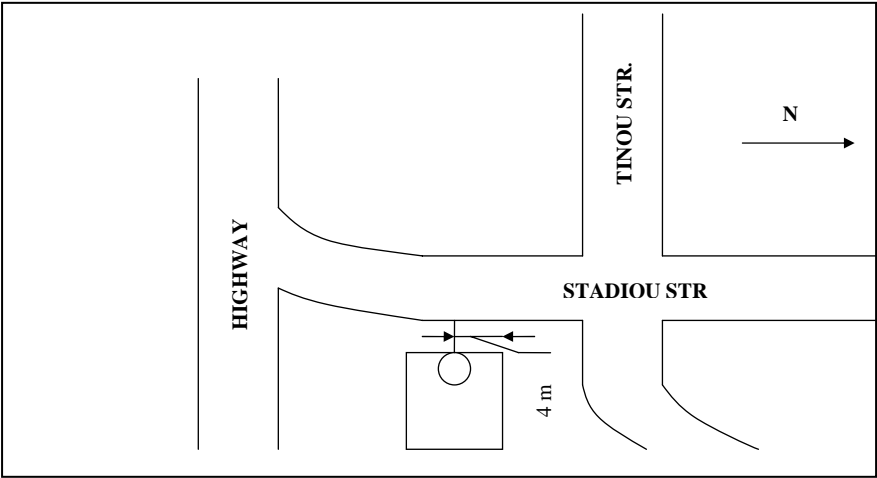 N
TINOU STR.
HIGHWAY
STADIOU STR
4 m